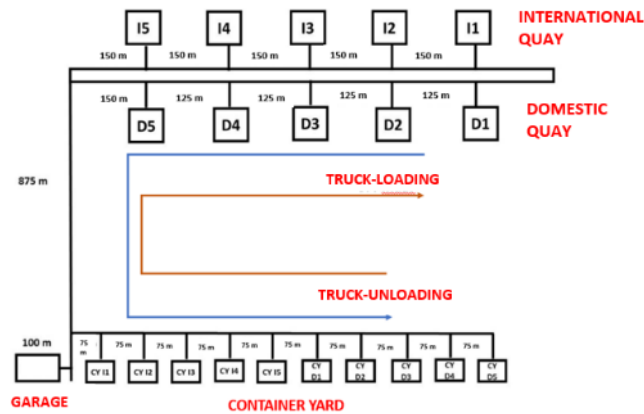 I5 I4 I3 I2 I1
INTERNATIONAL
QUAY
150 m 150 m 150 m 150 m 150 m
150 m 125 m 125 m 125 m 125 m
D5 D4 D3 D2 D1
DOMESTIC
QUAY
875 m
TRUCK-LOADING
TRUCK-UNLOADING
100 m
75
m
75 m 75 m 75 m 75 m 75 m 75 m 75 m 75 m 75 m
CY I1 CY I2 CY I3 CY I4 CY I5
CY
D1
CY
D2
CY
D3
CY
D4
CY
D5
GARAGE
CONTAINER YARD